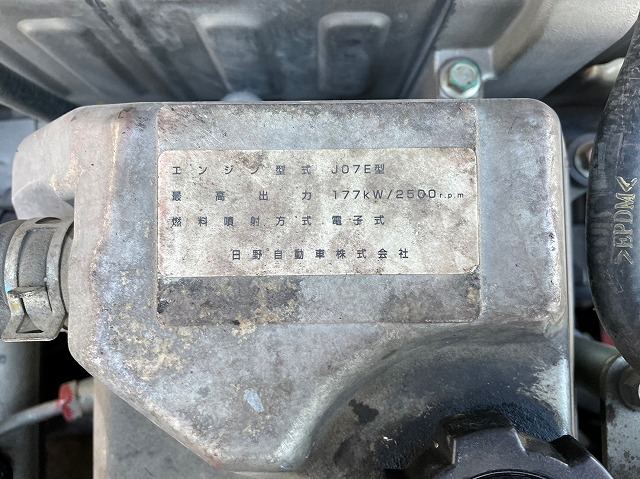 エンジン型式 J07E型
最高出力 177kW/2500r.p.m
燃料噴射方式 電子式
日野自動車株式会社
>EPDM<